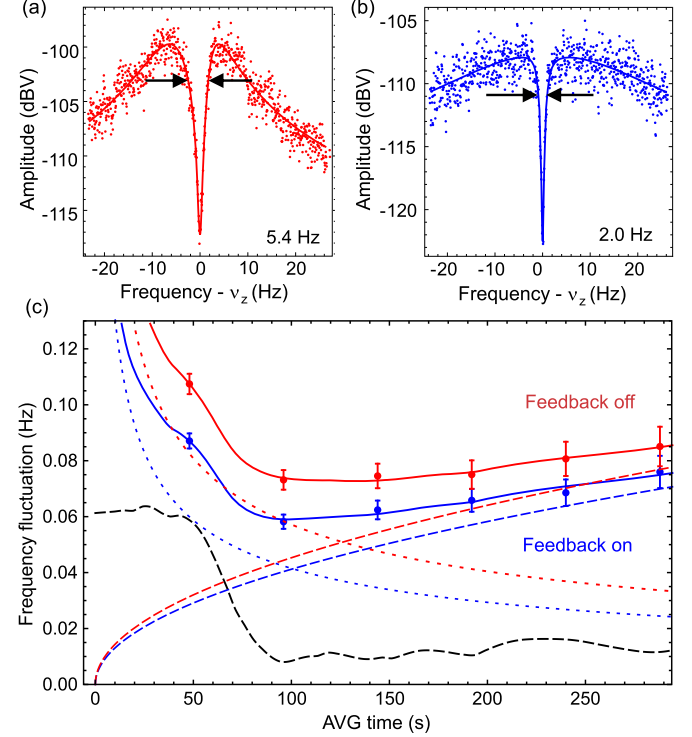 (a)
(b)
-100
-105
-110
-115
Amplitude (dBV)
5.4 Hz
-20 -10 0 10 20
Frequency - νz (Hz)
-105
-110
-115
-120
Amplitude (dBV)
2.0 Hz
-20 -10 0 10 20
Frequency - νz (Hz)
(c)
0.12
0.10
0.08
0.06
0.04
0.02
0.00
Frequency fluctuation (Hz)
Feedback off
Feedback on
0 50 100 150 200 250
AVG time (s)